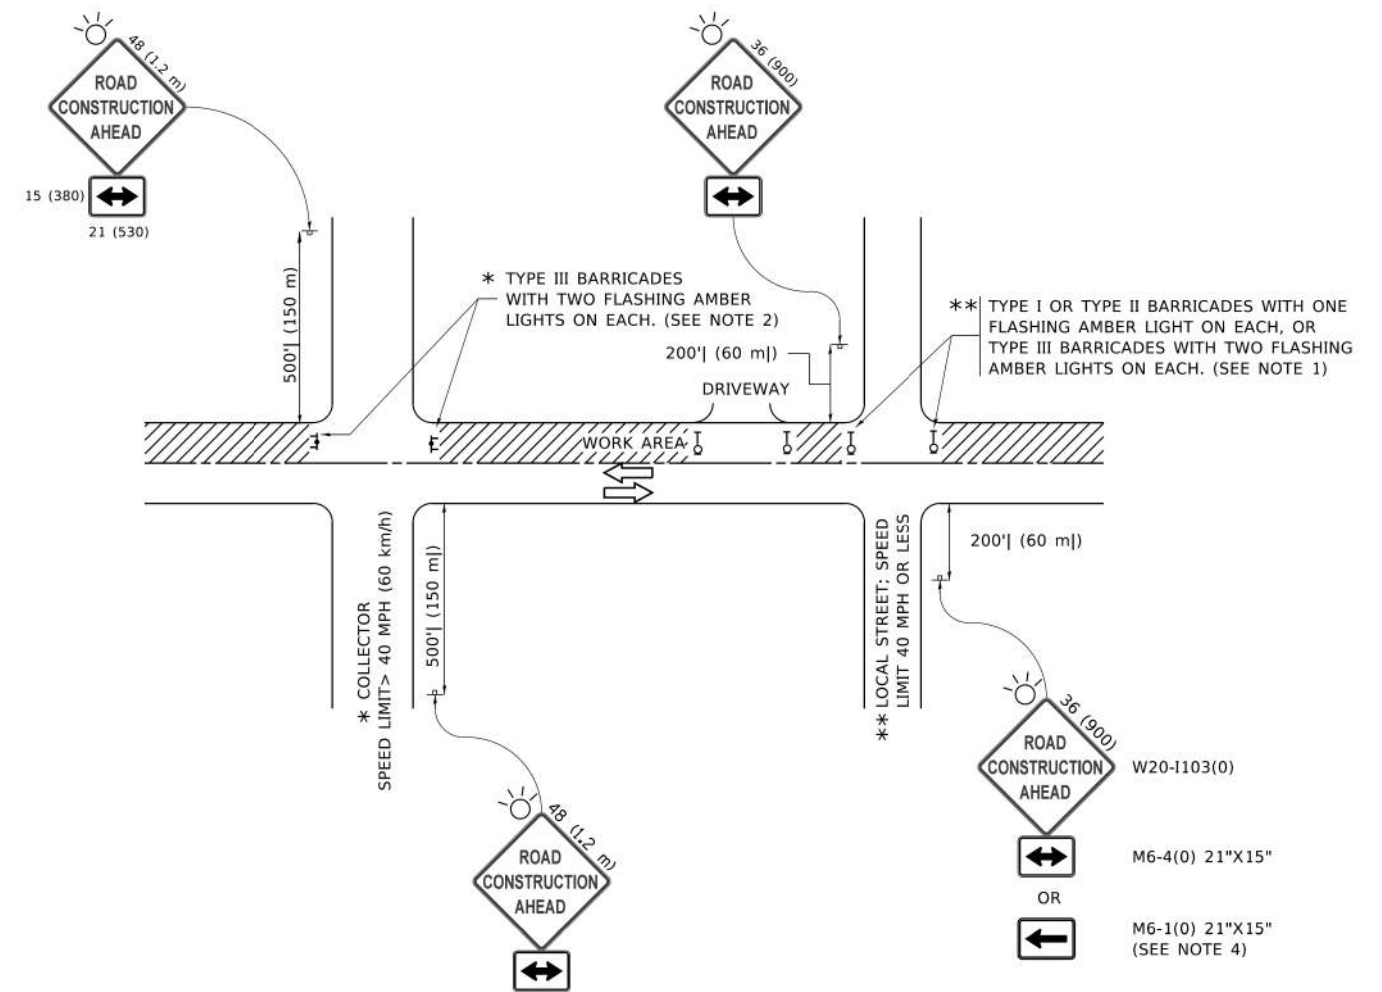 48 (1.2 m)
ROAD
CONSTRUCTION
AHEAD
15 (380)
21 (530)
36 (900)
ROAD
CONSTRUCTION
AHEAD
500'| (150 m)
* TYPE III BARRICADES
WITH TWO FLASHING AMBER
LIGHTS ON EACH. (SEE NOTE 2)
200'| (60 m|)
DRIVEWAY
** TYPE I OR TYPE II BARRICADES WITH ONE
FLASHING AMBER LIGHT ON EACH, OR
TYPE III BARRICADES WITH TWO FLASHING
AMBER LIGHTS ON EACH. (SEE NOTE 1)
WORK AREA
* COLLECTOR
SPEED LIMIT> 40 MPH (60 km/h)
500'| (150 m|)
** LOCAL STREET; SPEED
LIMIT 40 MPH OR LESS
200'| (60 m|)
48 (1.2 m)
ROAD
CONSTRUCTION
AHEAD
36 (900)
ROAD
CONSTRUCTION
AHEAD
W20-I103(0)
M6-4(0) 21"X15"
OR
M6-1(0) 21"X15"
(SEE NOTE 4)